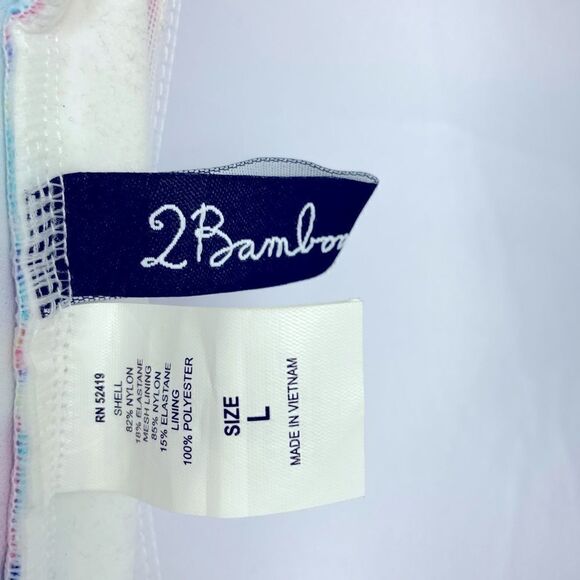 2Bamboo
RN 52419
SHELL
82% NYLON
18% ELASTANE
MESH LINING
85% NYLON
15% ELASTANE
LINING
100% POLYESTER
SIZE
L
MADE IN VIETNAM